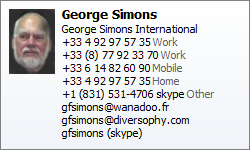 George Simons
George Simons International
+33 4 92 97 57 35 Work
+33 (8) 77 92 33 70 Work
+33 6 14 82 60 90 Mobile
+33 4 92 97 57 35 Home
+1 (831) 531-4706 skype Other
gfsimons@wanadoo.fr
gfsimons@diversophy.com
gfsimons (skype)